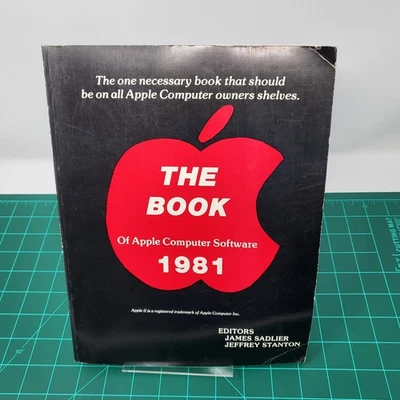 The one necessary book that should
be on all Apple Computer owners shelves.
THE
BOOK
Of Apple Computer Software
1981
Apple II is a registered trademark of Apple Computer Inc.
EDITORS
JAMES SADLIER
JEFFREY STANTON